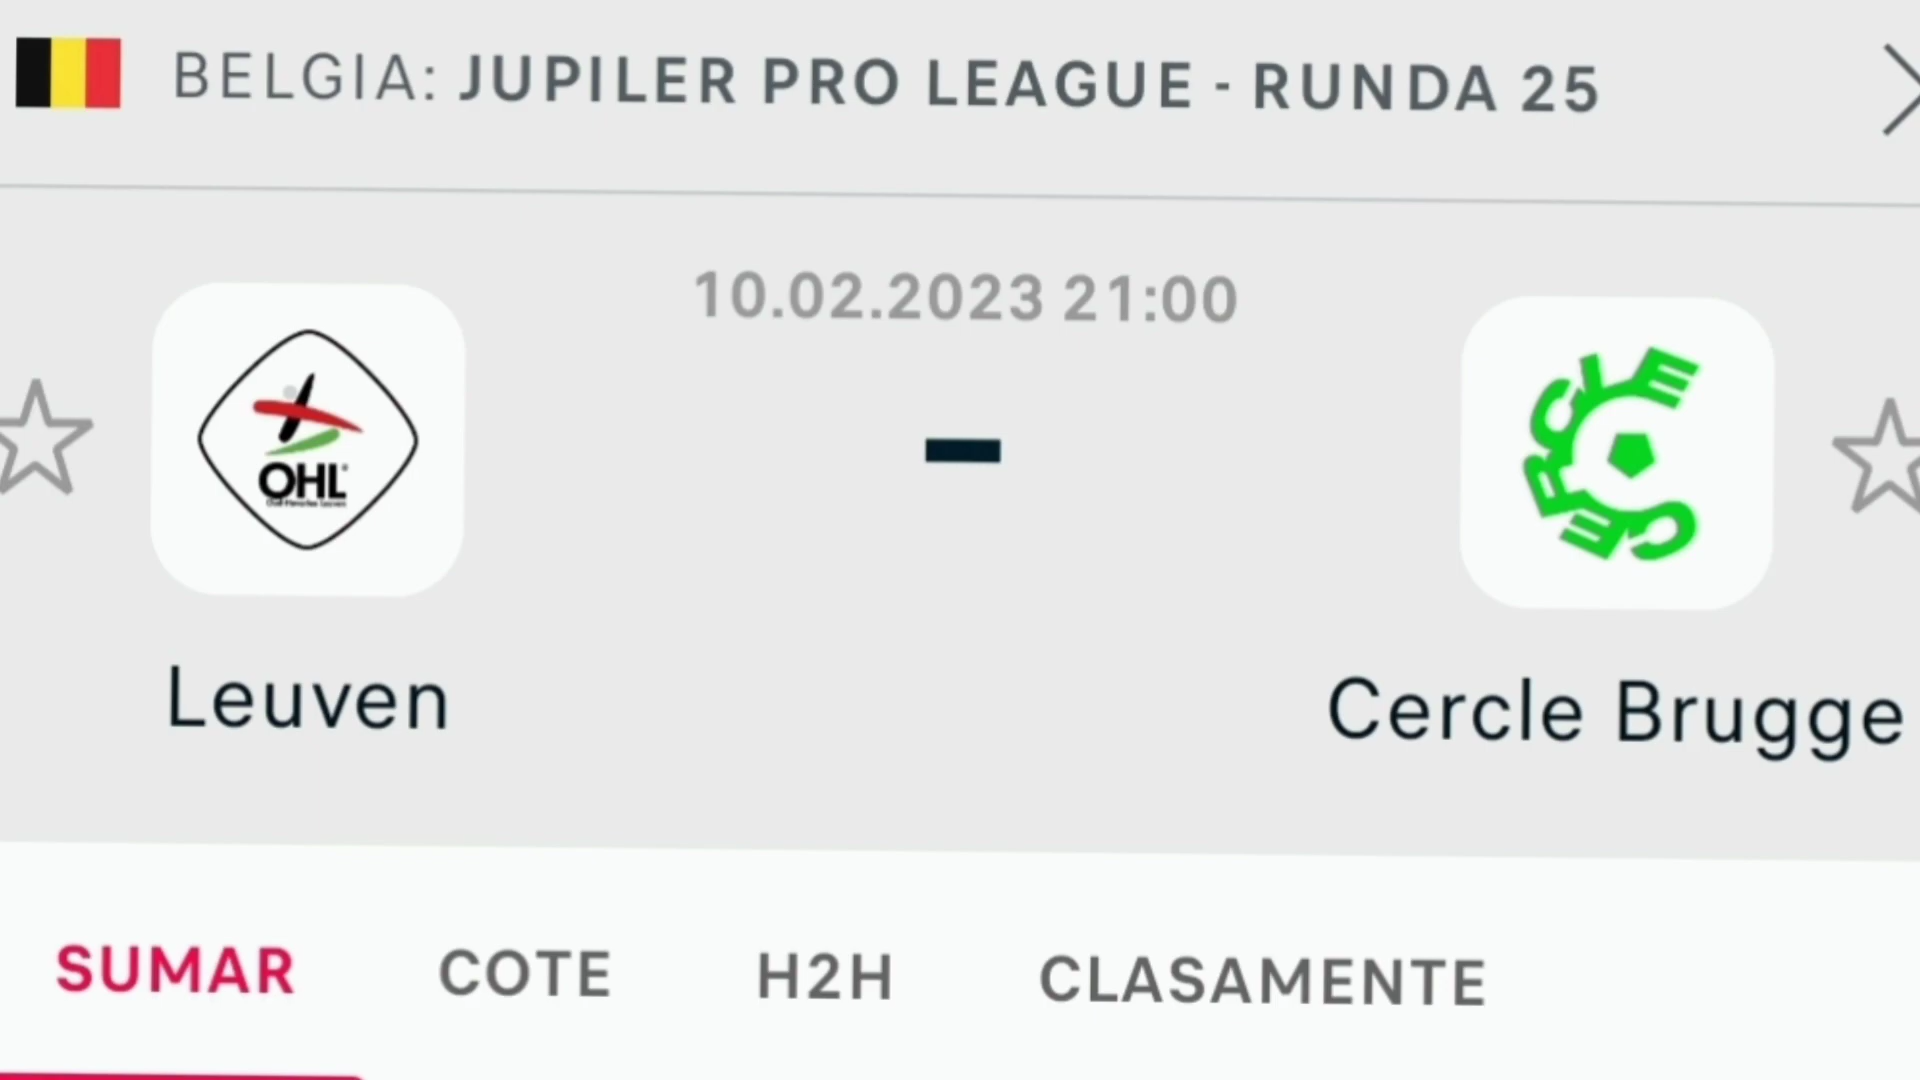 BELGIA: JUPILER PRO LEAGUE - RUNDA 25
10.02.2023 21:00
OHL
-
CERCLE
Leuven
Cercle Brugge
SUMAR
COTE
H2H
CLASAMENTE